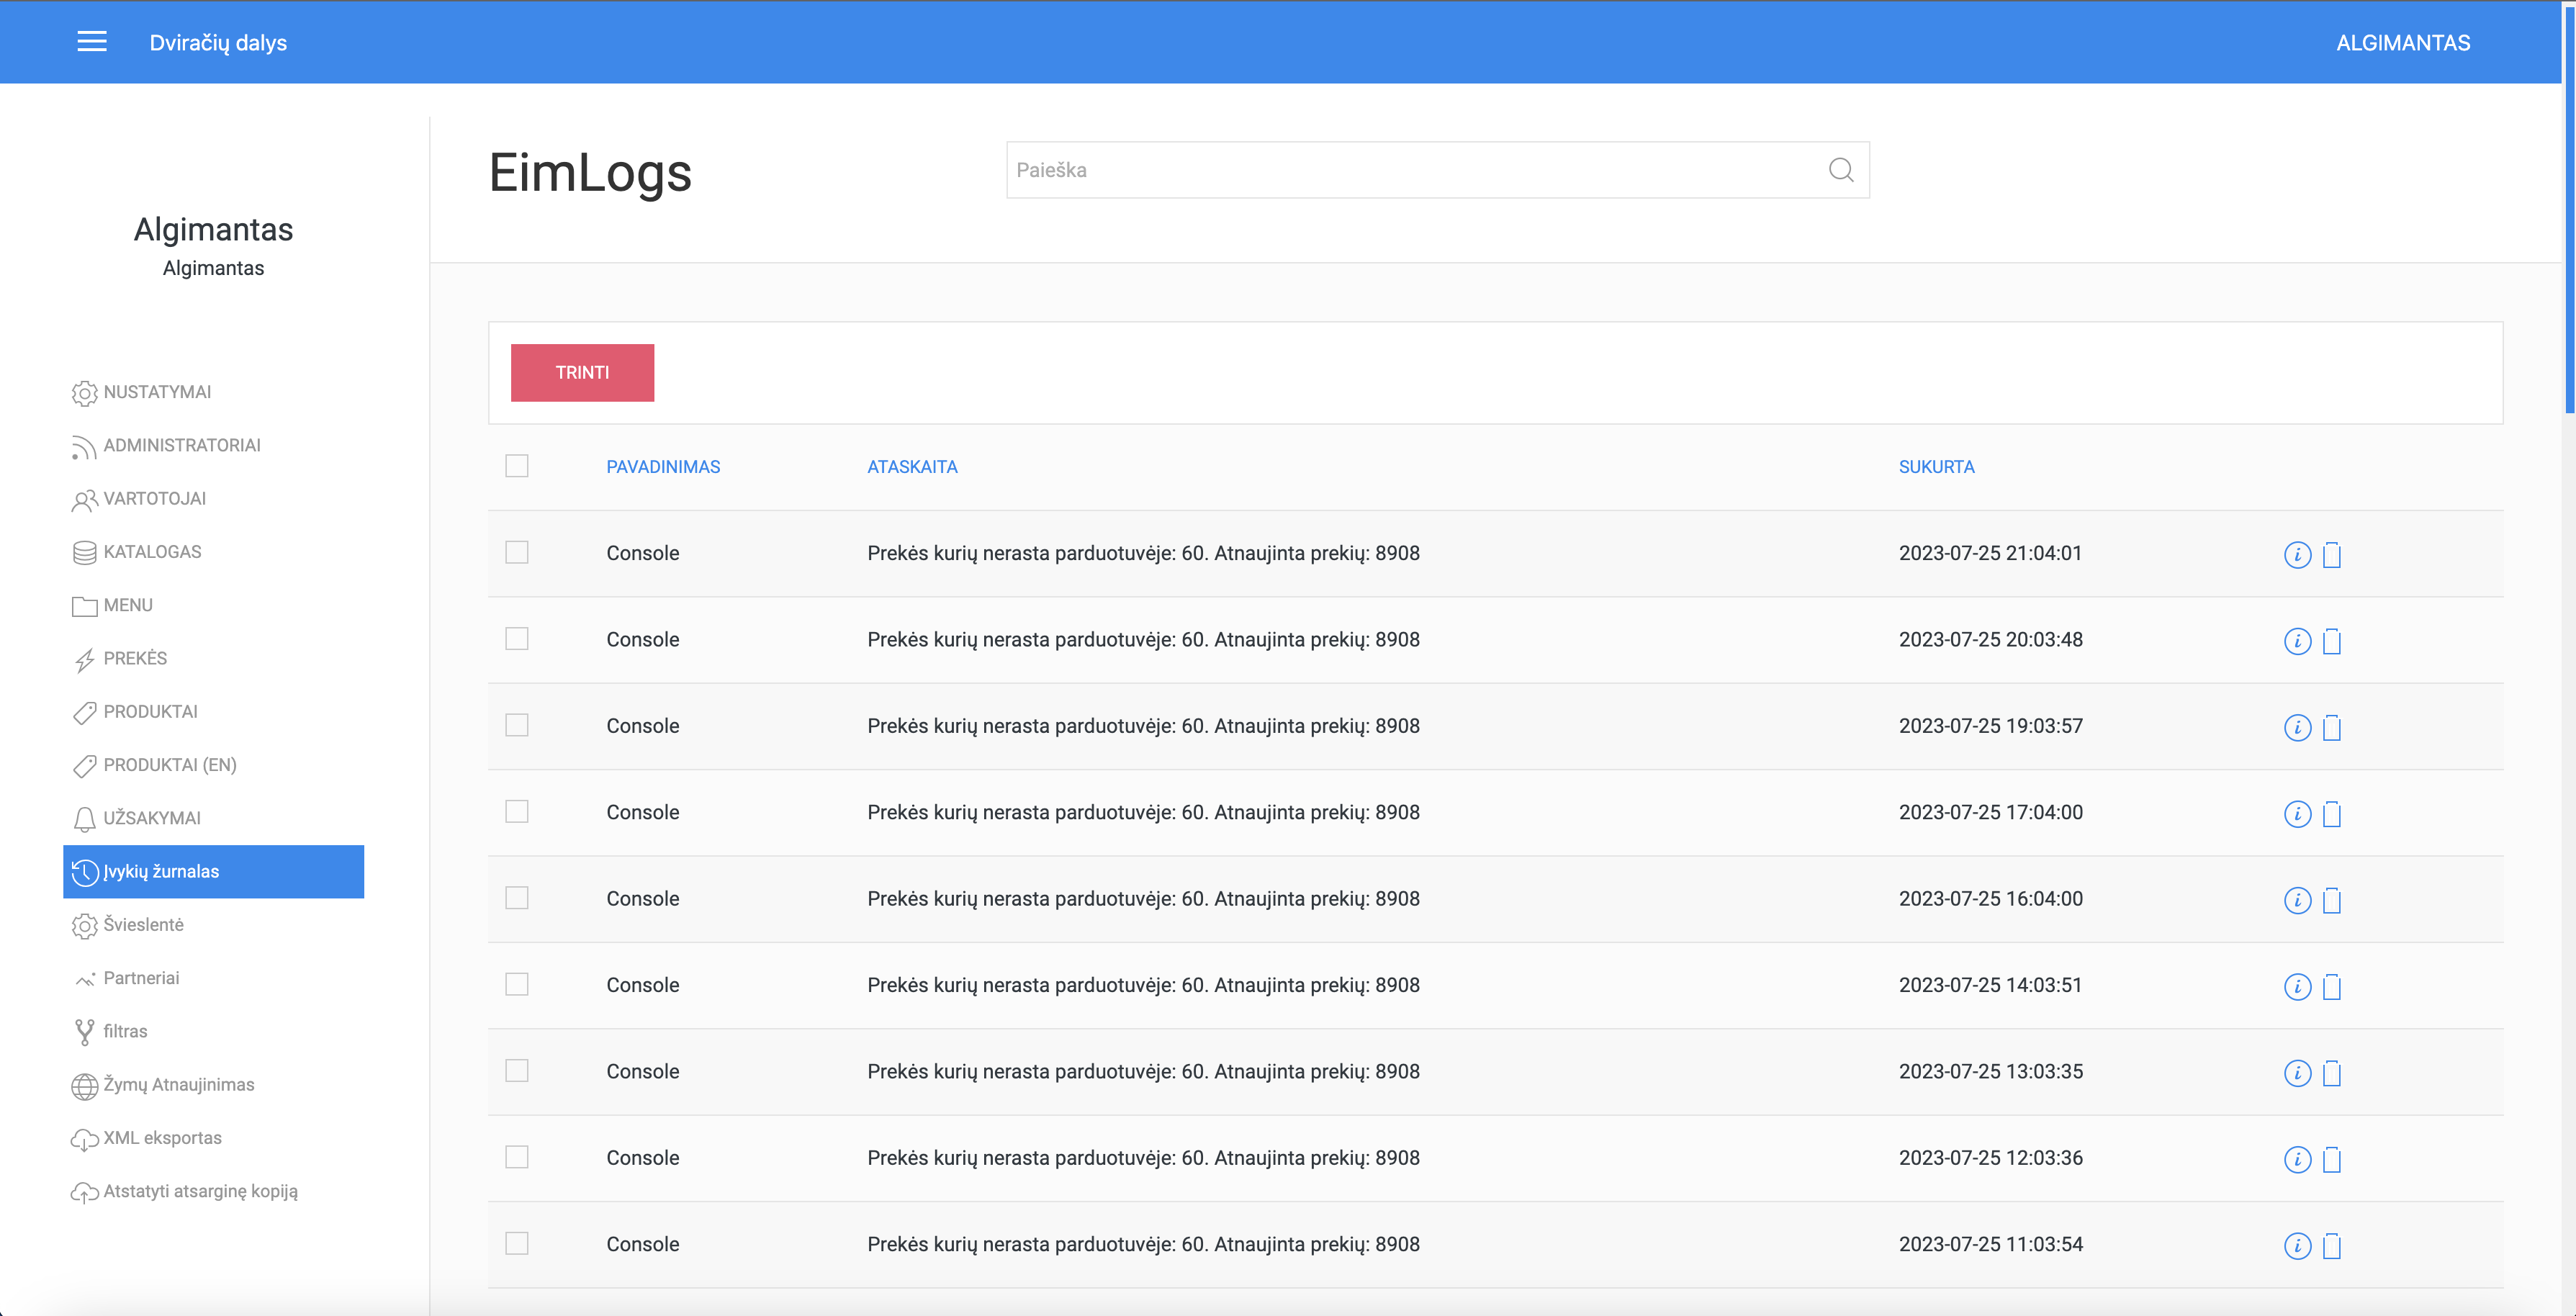 Dviračių dalys
ALGIMANTAS
Algimantas
Algimantas
NUSTATYMAI
ADMINISTRATORIAI
VARTOTOJAI
KATALOGAS
MENU
PREKĖS
PRODUKTAI
PRODUKTAI (EN)
UŽSAKYMAI
Įvykių žurnalas
Švieslentė
Partneriai
filtras
Žymų Atnaujinimas
XML eksportas
Atstatyti atsarginę kopiją
EimLogs
Paieška
TRINTI
PAVADINIMAS ATASKAITA SUKURTA
Console Prekės kurių nerasta parduotuvėje: 60. Atnaujinta prekių: 8908 2023-07-25 21:04:01
Console Prekės kurių nerasta parduotuvėje: 60. Atnaujinta prekių: 8908 2023-07-25 20:03:48
Console Prekės kurių nerasta parduotuvėje: 60. Atnaujinta prekių: 8908 2023-07-25 19:03:57
Console Prekės kurių nerasta parduotuvėje: 60. Atnaujinta prekių: 8908 2023-07-25 17:04:00
Console Prekės kurių nerasta parduotuvėje: 60. Atnaujinta prekių: 8908 2023-07-25 16:04:00
Console Prekės kurių nerasta parduotuvėje: 60. Atnaujinta prekių: 8908 2023-07-25 14:03:51
Console Prekės kurių nerasta parduotuvėje: 60. Atnaujinta prekių: 8908 2023-07-25 13:03:35
Console Prekės kurių nerasta parduotuvėje: 60. Atnaujinta prekių: 8908 2023-07-25 12:03:36
Console Prekės kurių nerasta parduotuvėje: 60. Atnaujinta prekių: 8908 2023-07-25 11:03:54